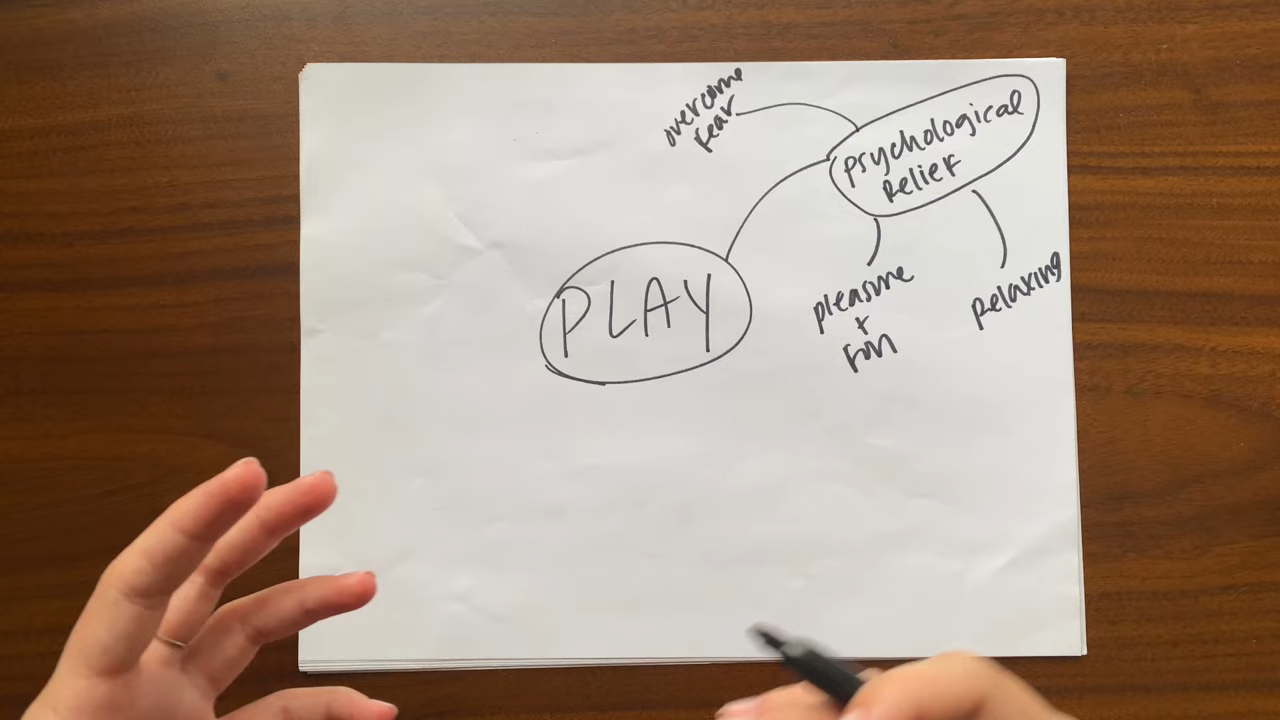 overcome
fear
psychological
relief
PLAY
pleasure
+
fun
relaxing